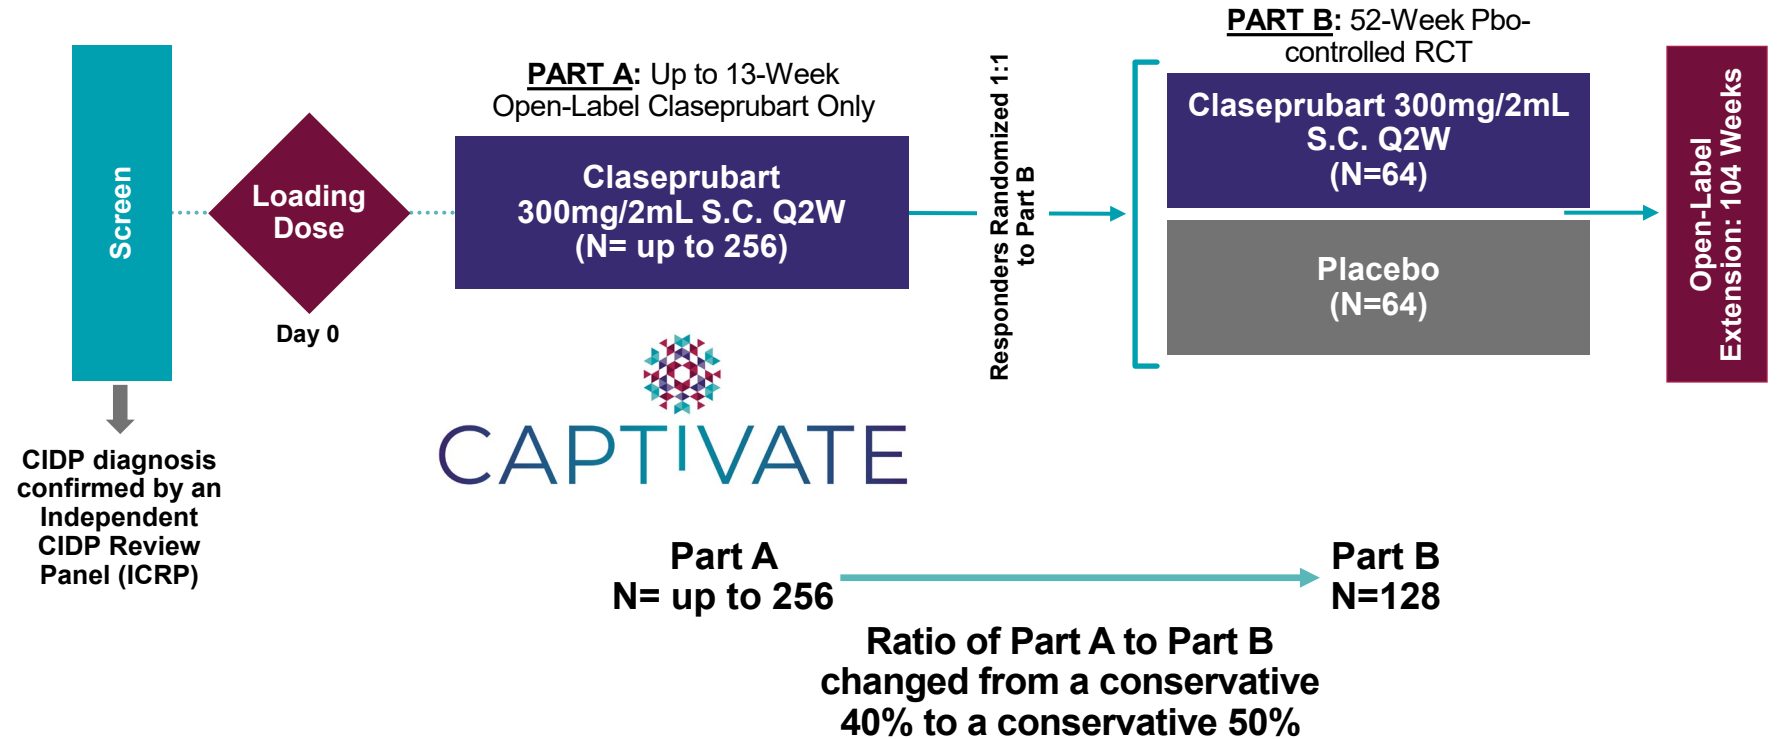 Screen
CIDP diagnosis
confirmed by an
Independent
CIDP Review
Panel (ICRP)
Loading
Dose
Day 0
PART A: Up to 13-Week
Open-Label Claseprubart Only
Claseprubart
300mg/2mL S.C. Q2W
(N= up to 256)
CAPTIVATE
Responders Randomized 1:1
to Part B
PART B: 52-Week Pbo-
controlled RCT
Claseprubart 300mg/2mL
S.C. Q2W
(N=64)
Placebo
(N=64)
Open-Label
Extension: 104 Weeks
Part A
N= up to 256
Part B
N=128
Ratio of Part A to Part B
changed from a conservative
40% to a conservative 50%